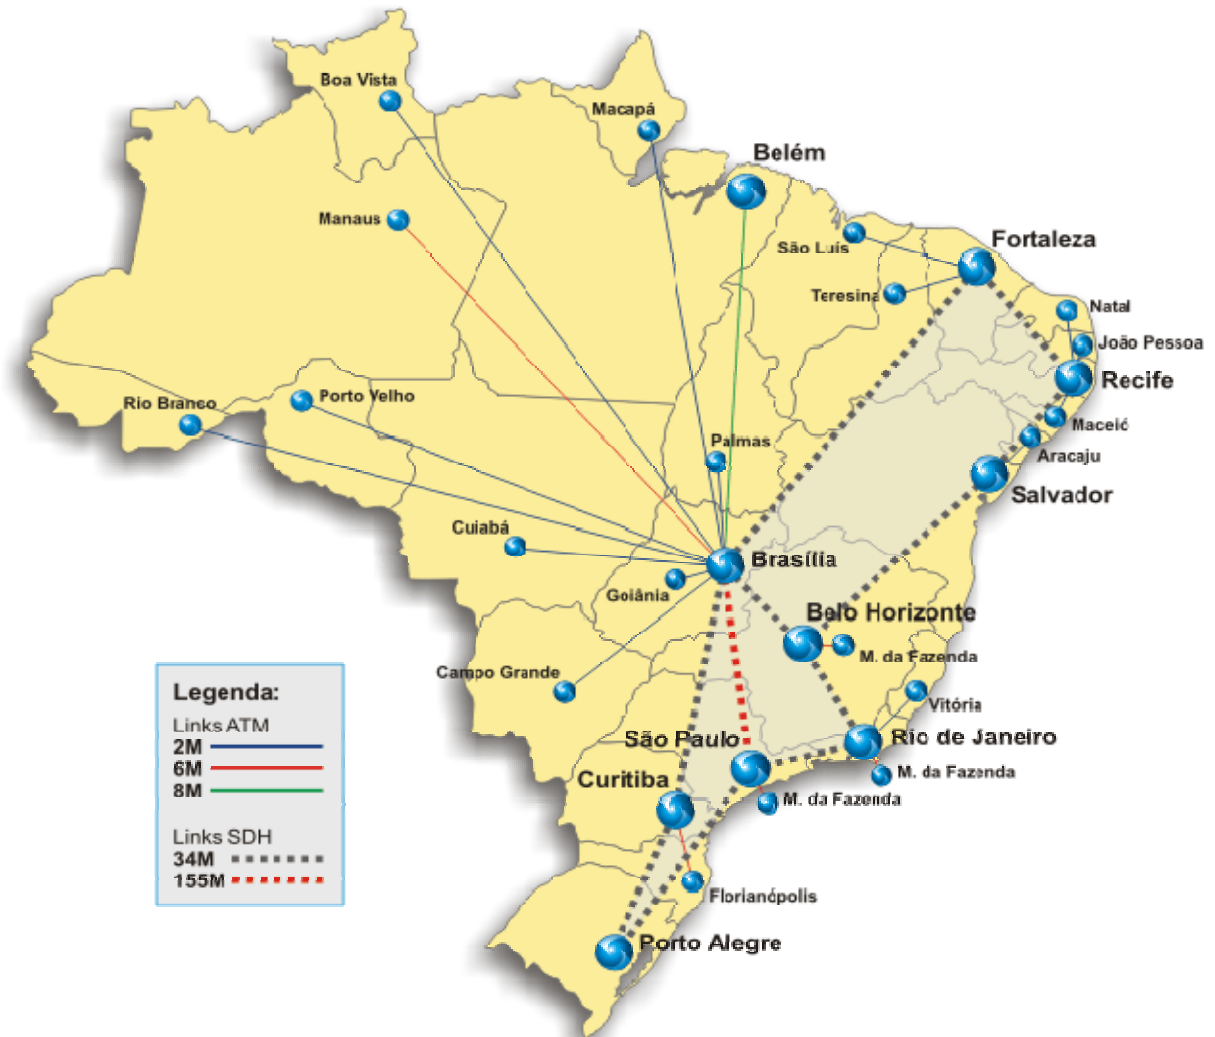 Boa Vista
Macapá
Belém
Manaus
Fortaleza
São Luís
Teresina
Natal
João Pessoa
Recife
Porto Velho
Rio Branco
Maceió
Palmas
Aracaju
Salvador
Cuiabá
Brasília
Goiânia
Belo Horizonte
M. da Fazenda
Campo Grande
Vitória
São Paulo
Rio de Janeiro
M. da Fazenda
Curitiba
M. da Fazenda
Florianópolis
Porto Alegre
Legenda:
Links ATM
2M
6M
8M
Links SDH
34M
155M